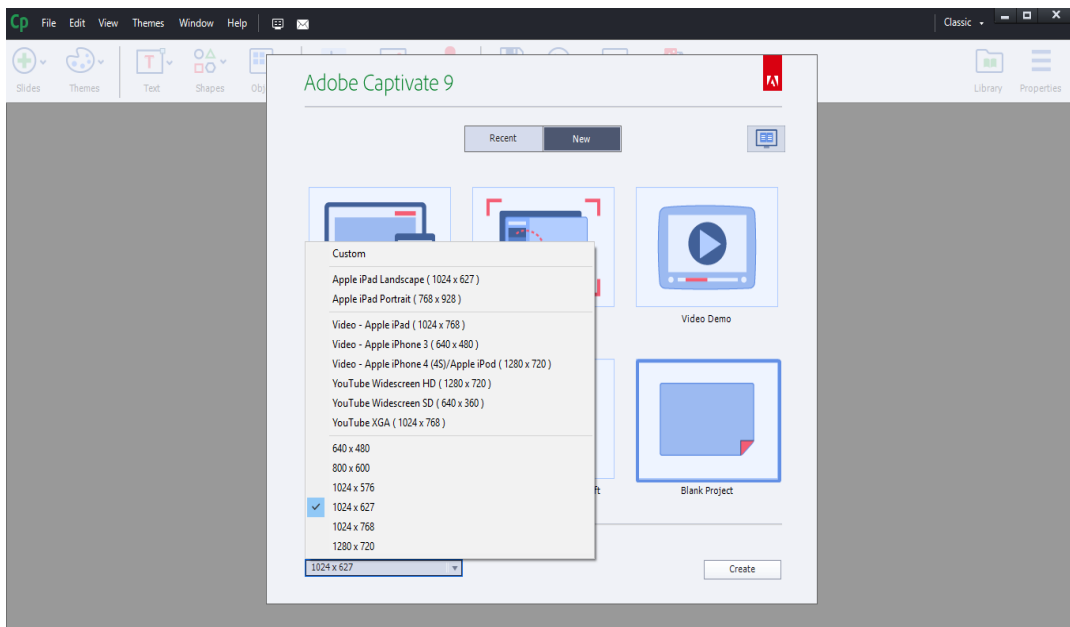 Cp File Edit View Themes Window Help Classic
Slides Themes Text Shapes Obj Library Properties
Adobe Captivate 9
Recent New
Custom
Apple iPad Landscape ( 1024 x 627 )
Apple iPad Portrait ( 768 x 928 )
Video - Apple iPad ( 1024 x 768 )
Video - Apple iPhone 3 ( 640 x 480 )
Video - Apple iPhone 4 (4S)/Apple iPod ( 1280 x 720 )
YouTube Widescreen HD ( 1280 x 720 )
YouTube Widescreen SD ( 640 x 360 )
YouTube XGA ( 1024 x 768 )
640 x 480
800 x 600
1024 x 576
1024 x 627
1024 x 768
1280 x 720
Video Demo
ft Blank Project
1024 x 627 Create